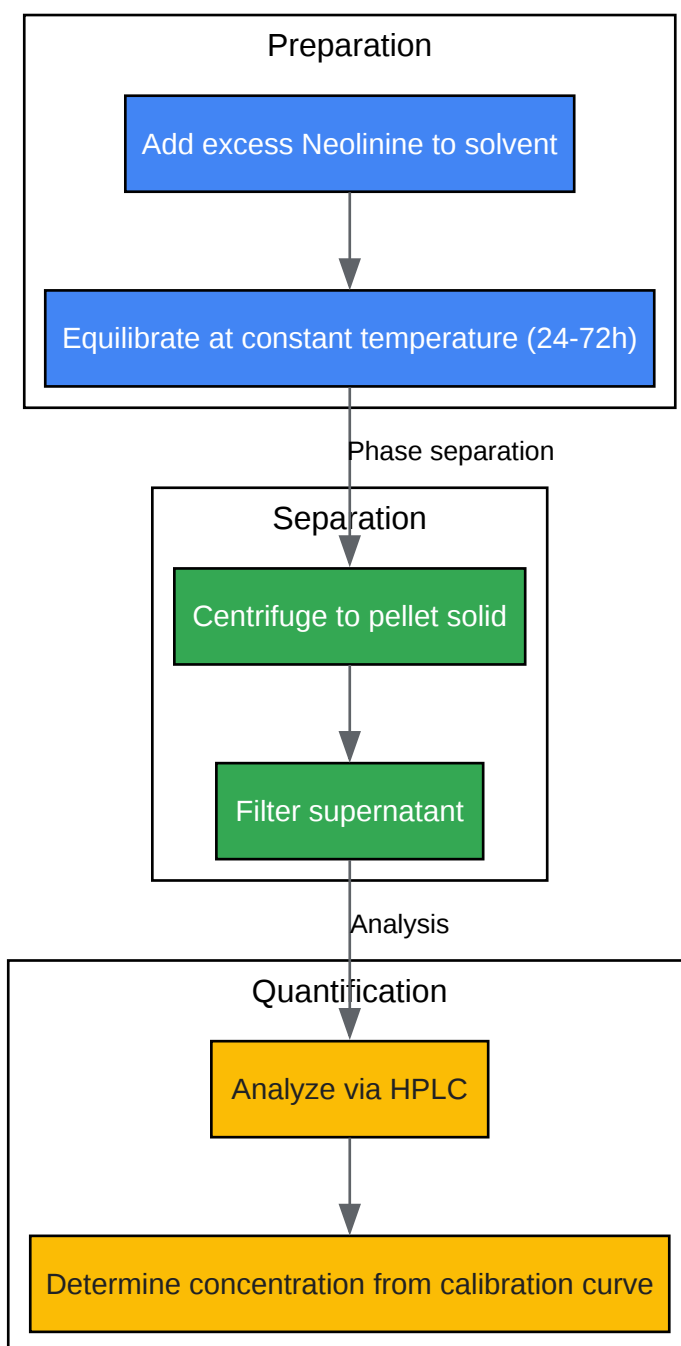 Preparation
Add excess Neolinine to solvent
Equilibrate at constant temperature (24-72h)
Phase separation
Separation
Centrifuge to pellet solid
Filter supernatant
Analysis
Quantification
Analyze via HPLC
Determine concentration from calibration curve